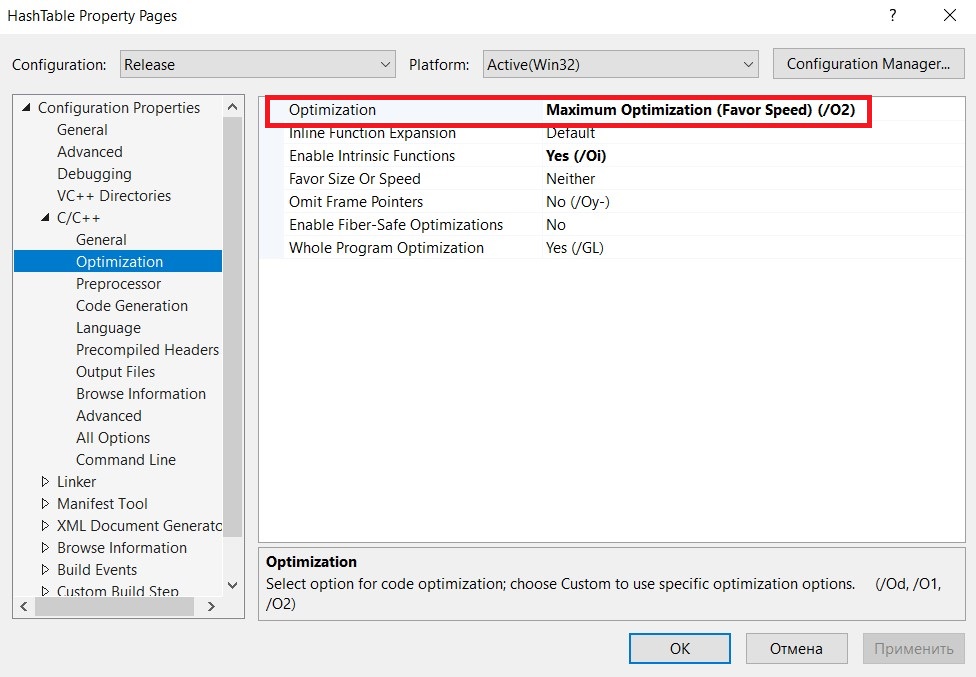 HashTable Property Pages
?
Configuration: Release Platform: Active(Win32) Configuration Manager...
Configuration Properties
General
Advanced
Debugging
VC++ Directories
C/C++
General
Optimization
Preprocessor
Code Generation
Language
Precompiled Headers
Output Files
Browse Information
Advanced
All Options
Command Line
Linker
Manifest Tool
XML Document Generato
Browse Information
Build Events
Custom Build Step
Optimization Maximum Optimization (Favor Speed) (/O2)
Inline Function Expansion Default
Enable Intrinsic Functions Yes (/Oi)
Favor Size Or Speed Neither
Omit Frame Pointers No (/Oy-)
Enable Fiber-Safe Optimizations No
Whole Program Optimization Yes (/GL)
Optimization
Select option for code optimization; choose Custom to use specific optimization options. (/Od, /O1,
/O2)
OK Отмена Применить